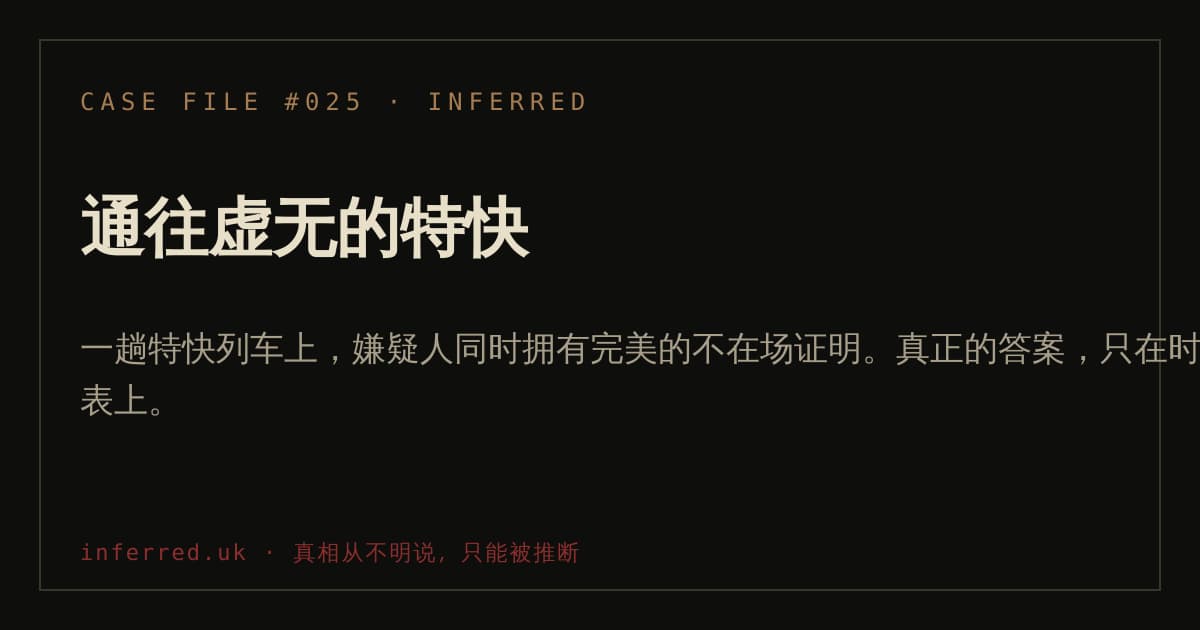 CASE FILE #025 · INFERRED
通往虚无的特快
一趟特快列车上，嫌疑人同时拥有完美的不在场证明。真正的答案，只在时
表上。
inferred.uk · 真相从不明说，只能被推断